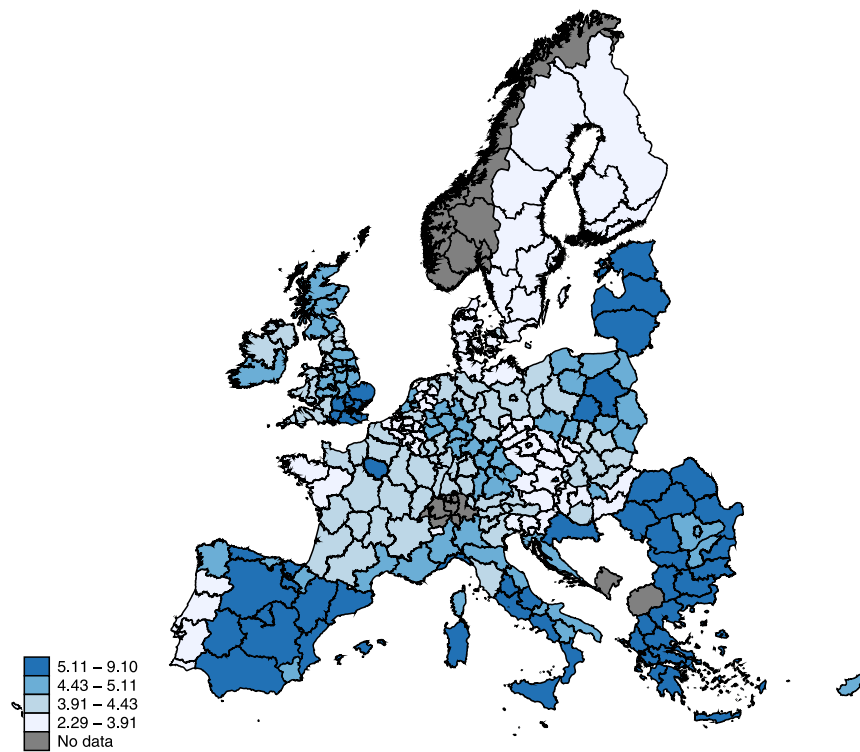 5.11 – 9.10
4.43 – 5.11
3.91 – 4.43
2.29 – 3.91
No data